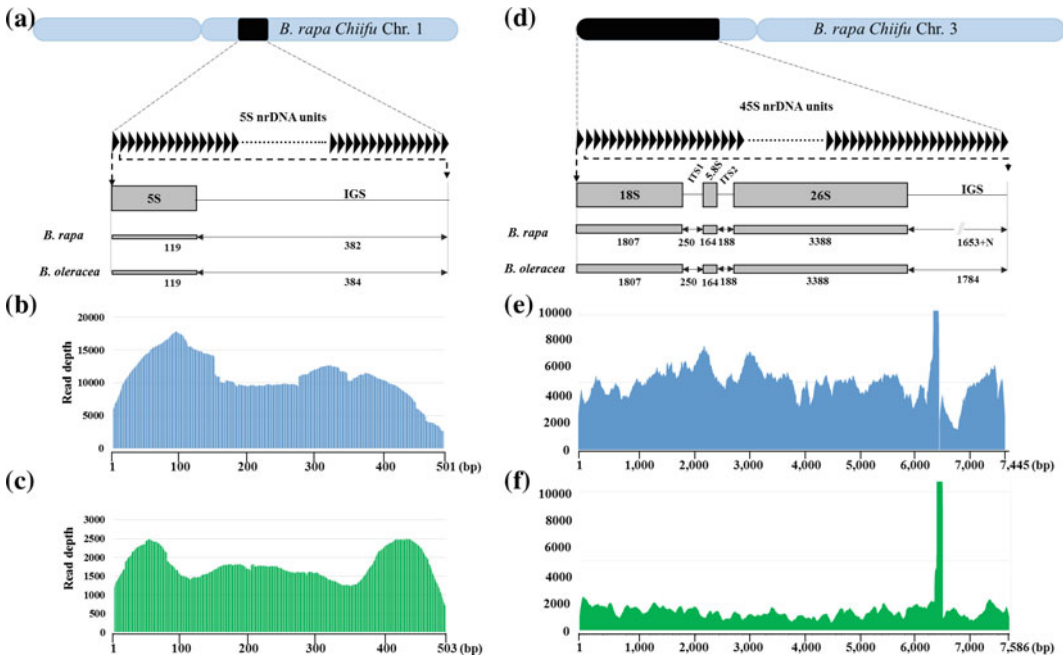 (a)
B. rapa Chiifu Chr. 1
5S nrDNA units
5S
IGS
B. rapa
119
382
B. oleracea
119
384
(b)
Read depth
20000
15000
10000
5000
0
1 100 200 300 400 501 (bp)
(c)
Read depth
3000
2500
2000
1500
1000
500
0
1 100 200 300 400 503 (bp)
(d)
B. rapa Chiifu Chr. 3
45S nrDNA units
18S
ITS1
5.8S
ITS2
26S
IGS
B. rapa
1807 250 164 188 3388 1653+N
B. oleracea
1807 250 164 188 3388 1784
(e)
10000
8000
6000
4000
2000
0
1 1,000 2,000 3,000 4,000 5,000 6,000 7,000 7,445 (bp)
(f)
10000
8000
6000
4000
2000
0
1 1,000 2,000 3,000 4,000 5,000 6,000 7,000 7,586 (bp)